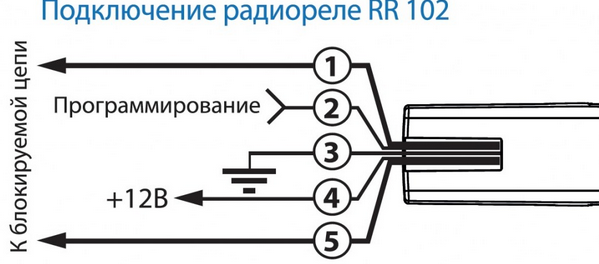 Подключение радиореле RR 102
К блокируемой цепи
1
Программирование
2
3
+12В
4
5